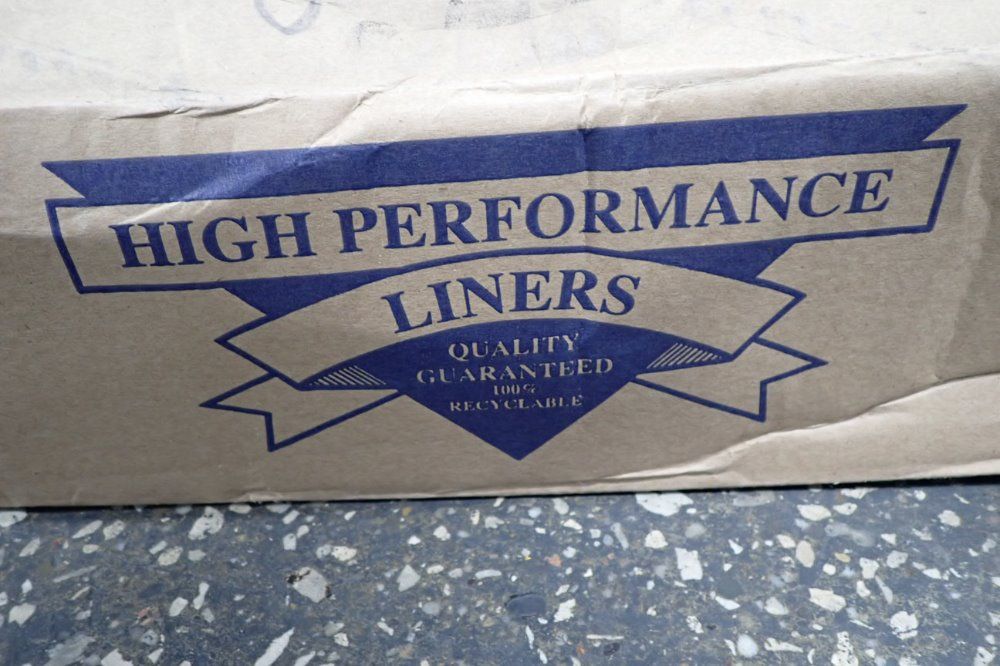 HIGH PERFORMANCE
LINERS
QUALITY
GUARANTEED
100%
RECYCLABLE